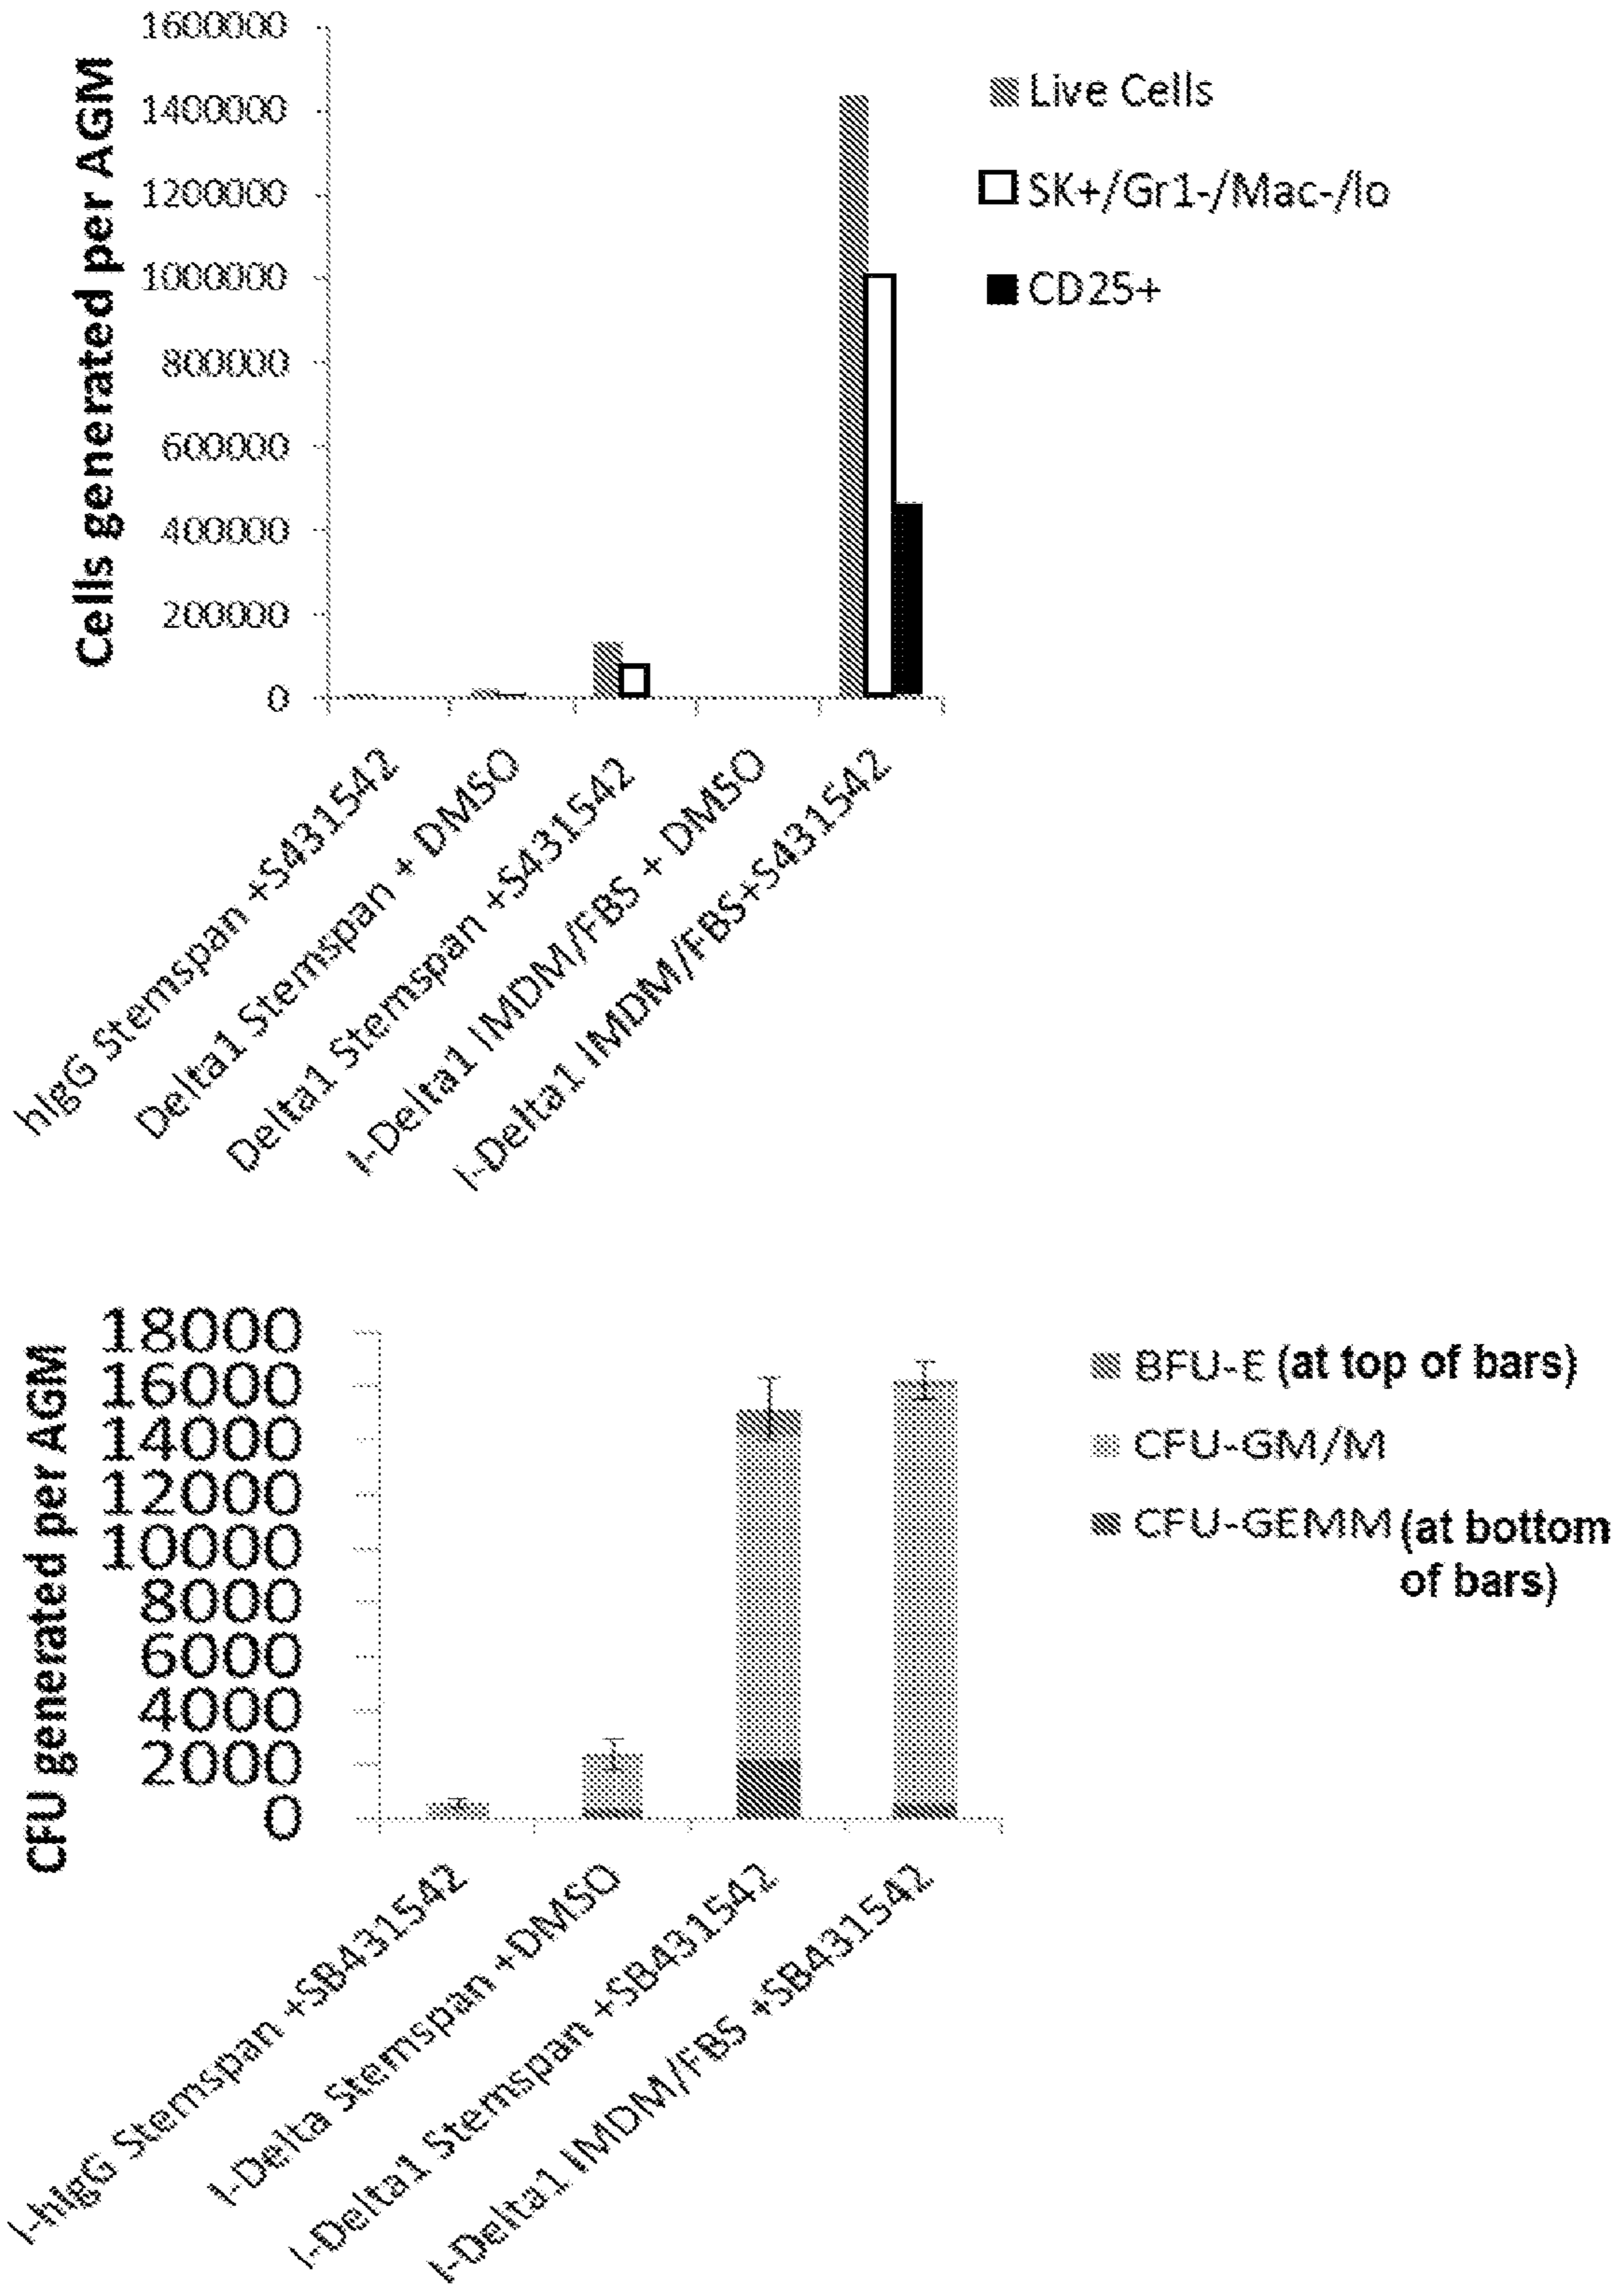 1600000
1400000
1200000
1000000
800000
600000
400000
200000
0
Cells generated per AGM
Live Cells
SK+/Gr1-/Mac-/lo
CD25+
hIgG Stemspan +S431542
Delta1 Stemspan + DMSO
Delta1 Stemspan +S431542
I-Delta1 IMDM/FBS + DMSO
I-Delta1 IMDM/FBS+S431542
18000
16000
14000
12000
10000
8000
6000
4000
2000
0
CFU generated per AGM
BFU-E (at top of bars)
CFU-GM/M
CFU-GEMM (at bottom
of bars)
I-hIgG Stemspan +SB431542
I-Delta Stemspan +DMSO
I-Delta1 Stemspan +SB431542
I-Delta1 IMDM/FBS +SB431542